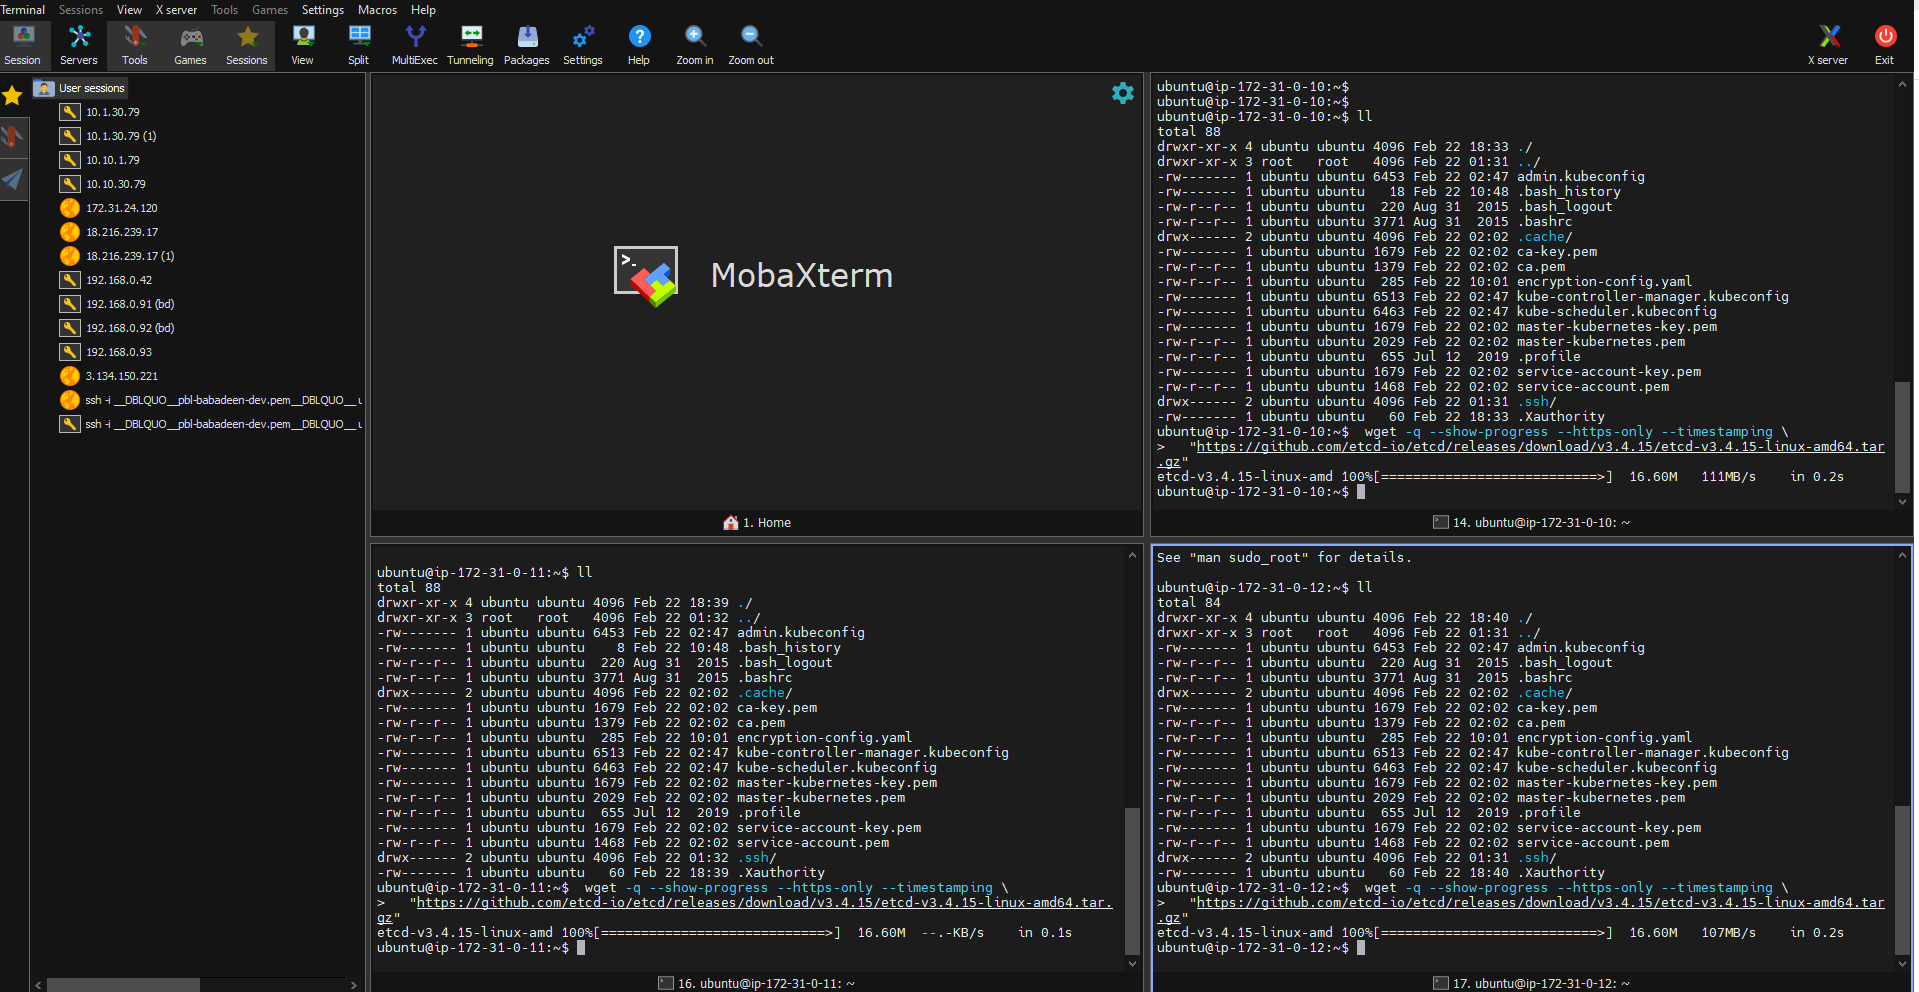 Terminal Sessions View X server Tools Games Settings Macros Help
Session Servers Tools Games Sessions View Split MultiExec Tunneling Packages Settings Help Zoom in Zoom out X server Exit
User sessions
10.1.30.79
10.1.30.79 (1)
10.10.1.79
10.10.30.79
172.31.24.120
18.216.239.17
18.216.239.17 (1)
192.168.0.42
192.168.0.91 (bd)
192.168.0.92 (bd)
192.168.0.93
3.134.150.221
ssh -i __DBLQUO__pbl-babadeen-dev.pem__DBLQUO__ u
ssh -i __DBLQUO__pbl-babadeen-dev.pem__DBLQUO__ u
>_
MobaXterm
1. Home
ubuntu@ip-172-31-0-10:~$
ubuntu@ip-172-31-0-10:~$
ubuntu@ip-172-31-0-10:~$ ll
total 88
drwxr-xr-x 4 ubuntu ubuntu 4096 Feb 22 18:33 ./
drwxr-xr-x 3 root   root   4096 Feb 22 01:31 ../
-rw------- 1 ubuntu ubuntu 6453 Feb 22 02:47 admin.kubeconfig
-rw------- 1 ubuntu ubuntu   18 Feb 22 10:48 .bash_history
-rw-r--r-- 1 ubuntu ubuntu  220 Aug 31  2015 .bash_logout
-rw-r--r-- 1 ubuntu ubuntu 3771 Aug 31  2015 .bashrc
drwx------ 2 ubuntu ubuntu 4096 Feb 22 02:02 .cache/
-rw------- 1 ubuntu ubuntu 1679 Feb 22 02:02 ca-key.pem
-rw-r--r-- 1 ubuntu ubuntu 1379 Feb 22 02:02 ca.pem
-rw-r--r-- 1 ubuntu ubuntu  285 Feb 22 10:01 encryption-config.yaml
-rw------- 1 ubuntu ubuntu 6513 Feb 22 02:47 kube-controller-manager.kubeconfig
-rw------- 1 ubuntu ubuntu 6463 Feb 22 02:47 kube-scheduler.kubeconfig
-rw------- 1 ubuntu ubuntu 1679 Feb 22 02:02 master-kubernetes-key.pem
-rw-r--r-- 1 ubuntu ubuntu 2029 Feb 22 02:02 master-kubernetes.pem
-rw-r--r-- 1 ubuntu ubuntu  655 Jul 12  2019 .profile
-rw------- 1 ubuntu ubuntu 1679 Feb 22 02:02 service-account-key.pem
-rw-r--r-- 1 ubuntu ubuntu 1468 Feb 22 02:02 service-account.pem
drwx------ 2 ubuntu ubuntu 4096 Feb 22 01:31 .ssh/
-rw------- 1 ubuntu ubuntu   60 Feb 22 18:33 .Xauthority
ubuntu@ip-172-31-0-10:~$  wget -q --show-progress --https-only --timestamping \
>   "https://github.com/etcd-io/etcd/releases/download/v3.4.15/etcd-v3.4.15-linux-amd64.tar
.gz"
etcd-v3.4.15-linux-amd 100%[===========================>]  16.60M   111MB/s    in 0.2s
ubuntu@ip-172-31-0-10:~$
14. ubuntu@ip-172-31-0-10: ~
ubuntu@ip-172-31-0-11:~$ ll
total 88
drwxr-xr-x 4 ubuntu ubuntu 4096 Feb 22 18:39 ./
drwxr-xr-x 3 root   root   4096 Feb 22 01:32 ../
-rw------- 1 ubuntu ubuntu 6453 Feb 22 02:47 admin.kubeconfig
-rw------- 1 ubuntu ubuntu    8 Feb 22 10:48 .bash_history
-rw-r--r-- 1 ubuntu ubuntu  220 Aug 31  2015 .bash_logout
-rw-r--r-- 1 ubuntu ubuntu 3771 Aug 31  2015 .bashrc
drwx------ 2 ubuntu ubuntu 4096 Feb 22 02:02 .cache/
-rw------- 1 ubuntu ubuntu 1679 Feb 22 02:02 ca-key.pem
-rw-r--r-- 1 ubuntu ubuntu 1379 Feb 22 02:02 ca.pem
-rw-r--r-- 1 ubuntu ubuntu  285 Feb 22 10:01 encryption-config.yaml
-rw------- 1 ubuntu ubuntu 6513 Feb 22 02:47 kube-controller-manager.kubeconfig
-rw------- 1 ubuntu ubuntu 6463 Feb 22 02:47 kube-scheduler.kubeconfig
-rw------- 1 ubuntu ubuntu 1679 Feb 22 02:02 master-kubernetes-key.pem
-rw-r--r-- 1 ubuntu ubuntu 2029 Feb 22 02:02 master-kubernetes.pem
-rw-r--r-- 1 ubuntu ubuntu  655 Jul 12  2019 .profile
-rw------- 1 ubuntu ubuntu 1679 Feb 22 02:02 service-account-key.pem
-rw-r--r-- 1 ubuntu ubuntu 1468 Feb 22 02:02 service-account.pem
drwx------ 2 ubuntu ubuntu 4096 Feb 22 01:32 .ssh/
-rw------- 1 ubuntu ubuntu   60 Feb 22 18:39 .Xauthority
ubuntu@ip-172-31-0-11:~$  wget -q --show-progress --https-only --timestamping \
>   "https://github.com/etcd-io/etcd/releases/download/v3.4.15/etcd-v3.4.15-linux-amd64.tar.
gz"
etcd-v3.4.15-linux-amd 100%[============================>]  16.60M  --.-KB/s    in 0.1s
ubuntu@ip-172-31-0-11:~$
16. ubuntu@ip-172-31-0-11: ~
See "man sudo_root" for details.
ubuntu@ip-172-31-0-12:~$ ll
total 84
drwxr-xr-x 4 ubuntu ubuntu 4096 Feb 22 18:40 ./
drwxr-xr-x 3 root   root   4096 Feb 22 01:31 ../
-rw------- 1 ubuntu ubuntu 6453 Feb 22 02:47 admin.kubeconfig
-rw-r--r-- 1 ubuntu ubuntu  220 Aug 31  2015 .bash_logout
-rw-r--r-- 1 ubuntu ubuntu 3771 Aug 31  2015 .bashrc
drwx------ 2 ubuntu ubuntu 4096 Feb 22 02:02 .cache/
-rw------- 1 ubuntu ubuntu 1679 Feb 22 02:02 ca-key.pem
-rw-r--r-- 1 ubuntu ubuntu 1379 Feb 22 02:02 ca.pem
-rw-r--r-- 1 ubuntu ubuntu  285 Feb 22 10:01 encryption-config.yaml
-rw------- 1 ubuntu ubuntu 6513 Feb 22 02:47 kube-controller-manager.kubeconfig
-rw------- 1 ubuntu ubuntu 6463 Feb 22 02:47 kube-scheduler.kubeconfig
-rw------- 1 ubuntu ubuntu 1679 Feb 22 02:02 master-kubernetes-key.pem
-rw-r--r-- 1 ubuntu ubuntu 2029 Feb 22 02:02 master-kubernetes.pem
-rw-r--r-- 1 ubuntu ubuntu  655 Jul 12  2019 .profile
-rw------- 1 ubuntu ubuntu 1679 Feb 22 02:02 service-account-key.pem
-rw-r--r-- 1 ubuntu ubuntu 1468 Feb 22 02:02 service-account.pem
drwx------ 2 ubuntu ubuntu 4096 Feb 22 01:31 .ssh/
-rw------- 1 ubuntu ubuntu   60 Feb 22 18:40 .Xauthority
ubuntu@ip-172-31-0-12:~$  wget -q --show-progress --https-only --timestamping \
>   "https://github.com/etcd-io/etcd/releases/download/v3.4.15/etcd-v3.4.15-linux-amd64.tar
.gz"
etcd-v3.4.15-linux-amd 100%[===========================>]  16.60M   107MB/s    in 0.2s
ubuntu@ip-172-31-0-12:~$
17. ubuntu@ip-172-31-0-12: ~